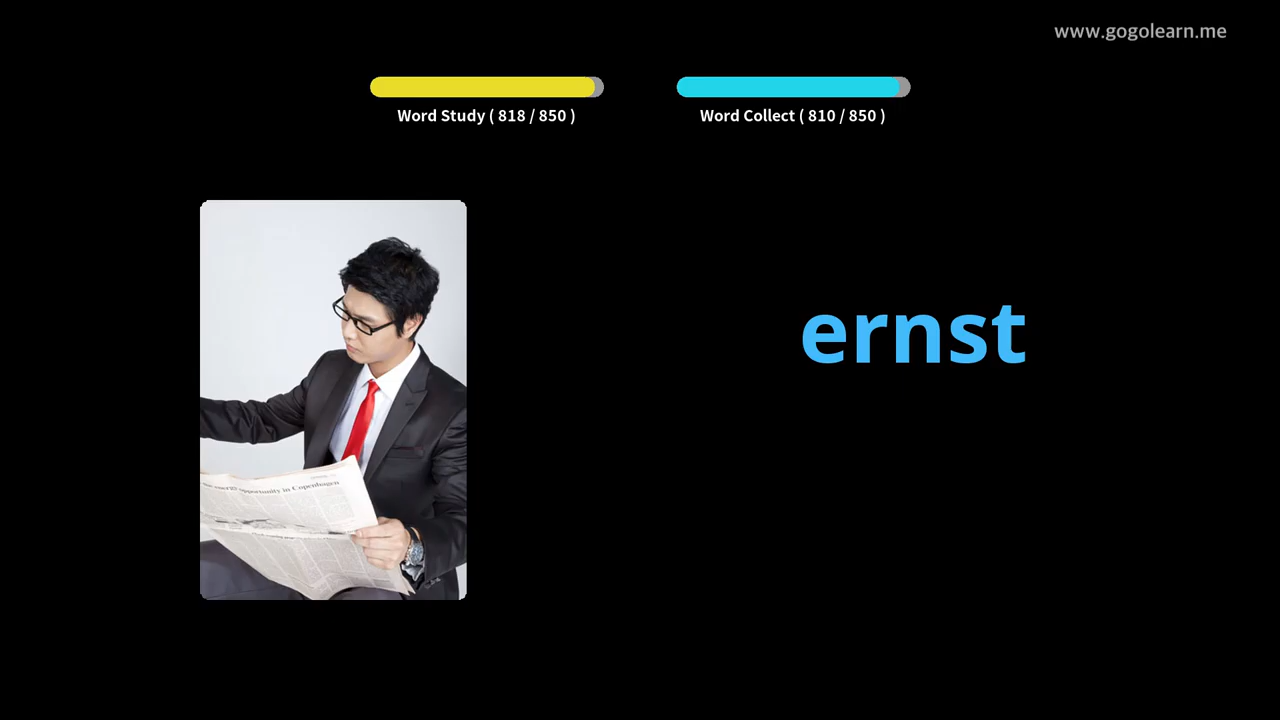 www.gogolearn.me
Word Study ( 818 / 850 )
Word Collect ( 810 / 850 )
ernst
opportunity in Copenhagen